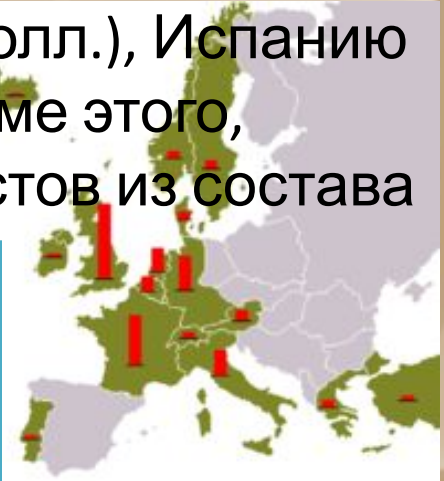 олл.), Испанию
ме этого,
стов из состава